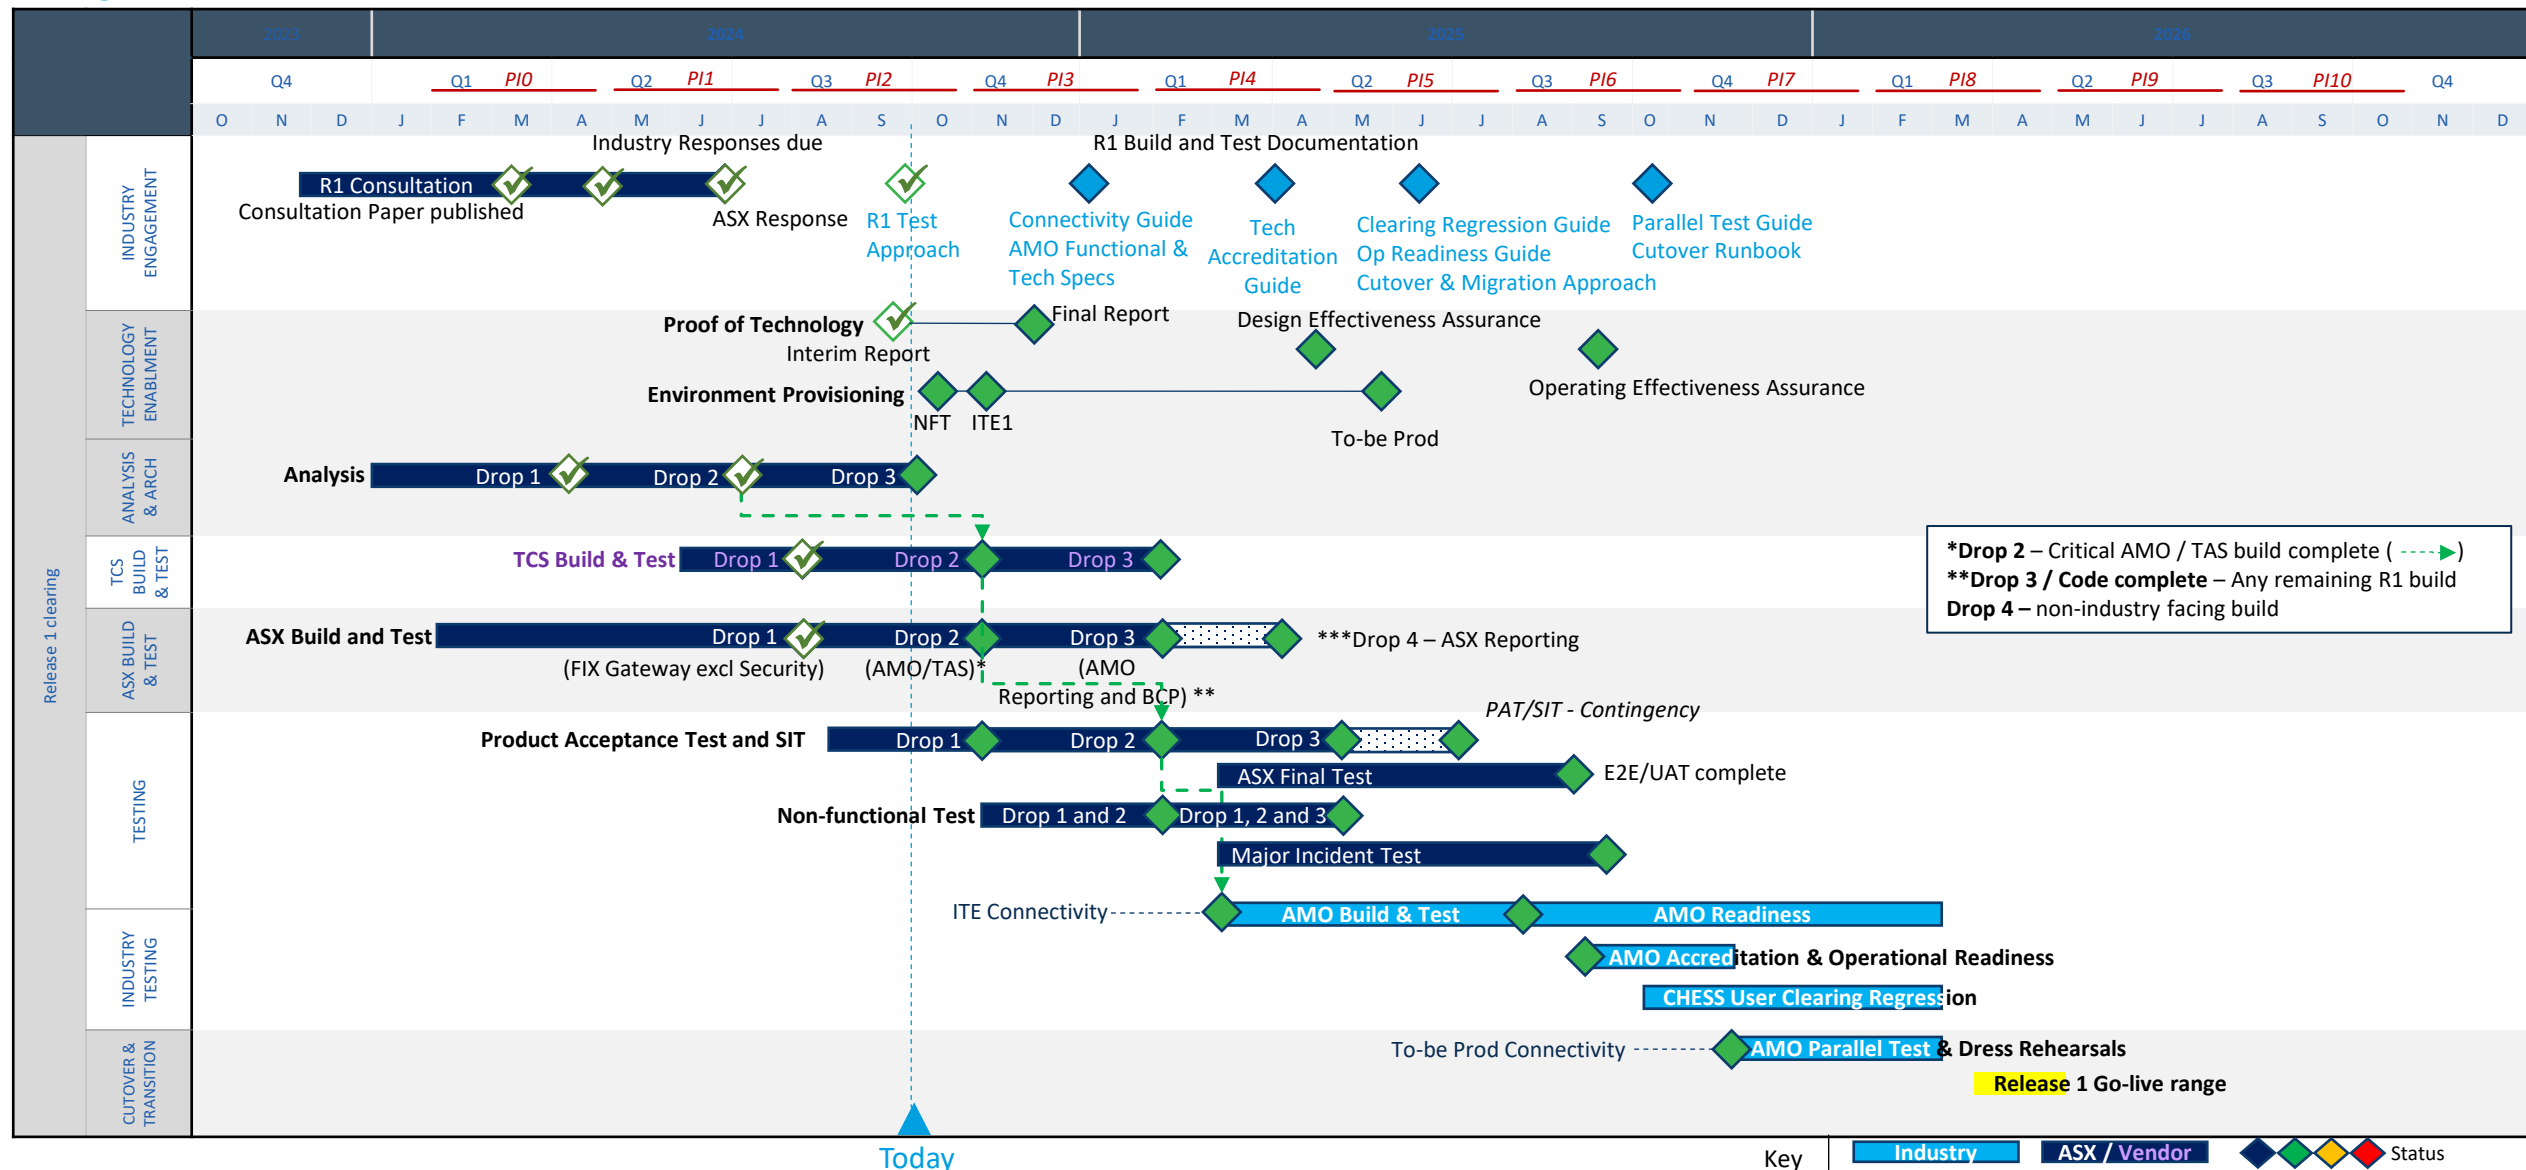 2023 2024 2025 2026
Q4 Q1 PI0 Q2 PI1 Q3 PI2 Q4 PI3 Q1 PI4 Q2 PI5 Q3 PI6 Q4 PI7 Q1 PI8 Q2 PI9 Q3 PI10 Q4
O N D J F M A M J J A S O N D J F M A M J J A S O N D J F M A M J J A S O N D
Release 1 clearing
INDUSTRY
ENGAGEMENT
Industry Responses due
R1 Build and Test Documentation
R1 Consultation
Consultation Paper published
ASX Response
R1 Test
Approach
Connectivity Guide
AMO Functional &
Tech Specs
Tech
Accreditation
Guide
Clearing Regression Guide
Op Readiness Guide
Cutover & Migration Approach
Parallel Test Guide
Cutover Runbook
TECHNOLOGY
ENABLMENT
Proof of Technology
Interim Report
Final Report
Design Effectiveness Assurance
Operating Effectiveness Assurance
Environment Provisioning
NFT
ITE1
To-be Prod
ANALYSIS
& ARCH
Analysis
Drop 1
Drop 2
Drop 3
TCS
BUILD
& TEST
TCS Build & Test
Drop 1
Drop 2
Drop 3
*Drop 2 – Critical AMO / TAS build complete ( )
**Drop 3 / Code complete – Any remaining R1 build
Drop 4 – non-industry facing build
ASX BUILD
& TEST
ASX Build and Test
Drop 1
Drop 2
Drop 3
***Drop 4 – ASX Reporting
(FIX Gateway excl Security)
(AMO/TAS)*
(AMO
Reporting and BCP) **
TESTING
PAT/SIT - Contingency
Product Acceptance Test and SIT
Drop 1
Drop 2
Drop 3
ASX Final Test
E2E/UAT complete
Non-functional Test
Drop 1 and 2
Drop 1, 2 and 3
Major Incident Test
INDUSTRY
TESTING
ITE Connectivity
AMO Build & Test
AMO Readiness
AMO Accreditation & Operational Readiness
CHESS User Clearing Regression
CUTOVER &
TRANSITION
To-be Prod Connectivity
AMO Parallel Test & Dress Rehearsals
Release 1 Go-live range
Today
Key
Industry
ASX / Vendor
Status